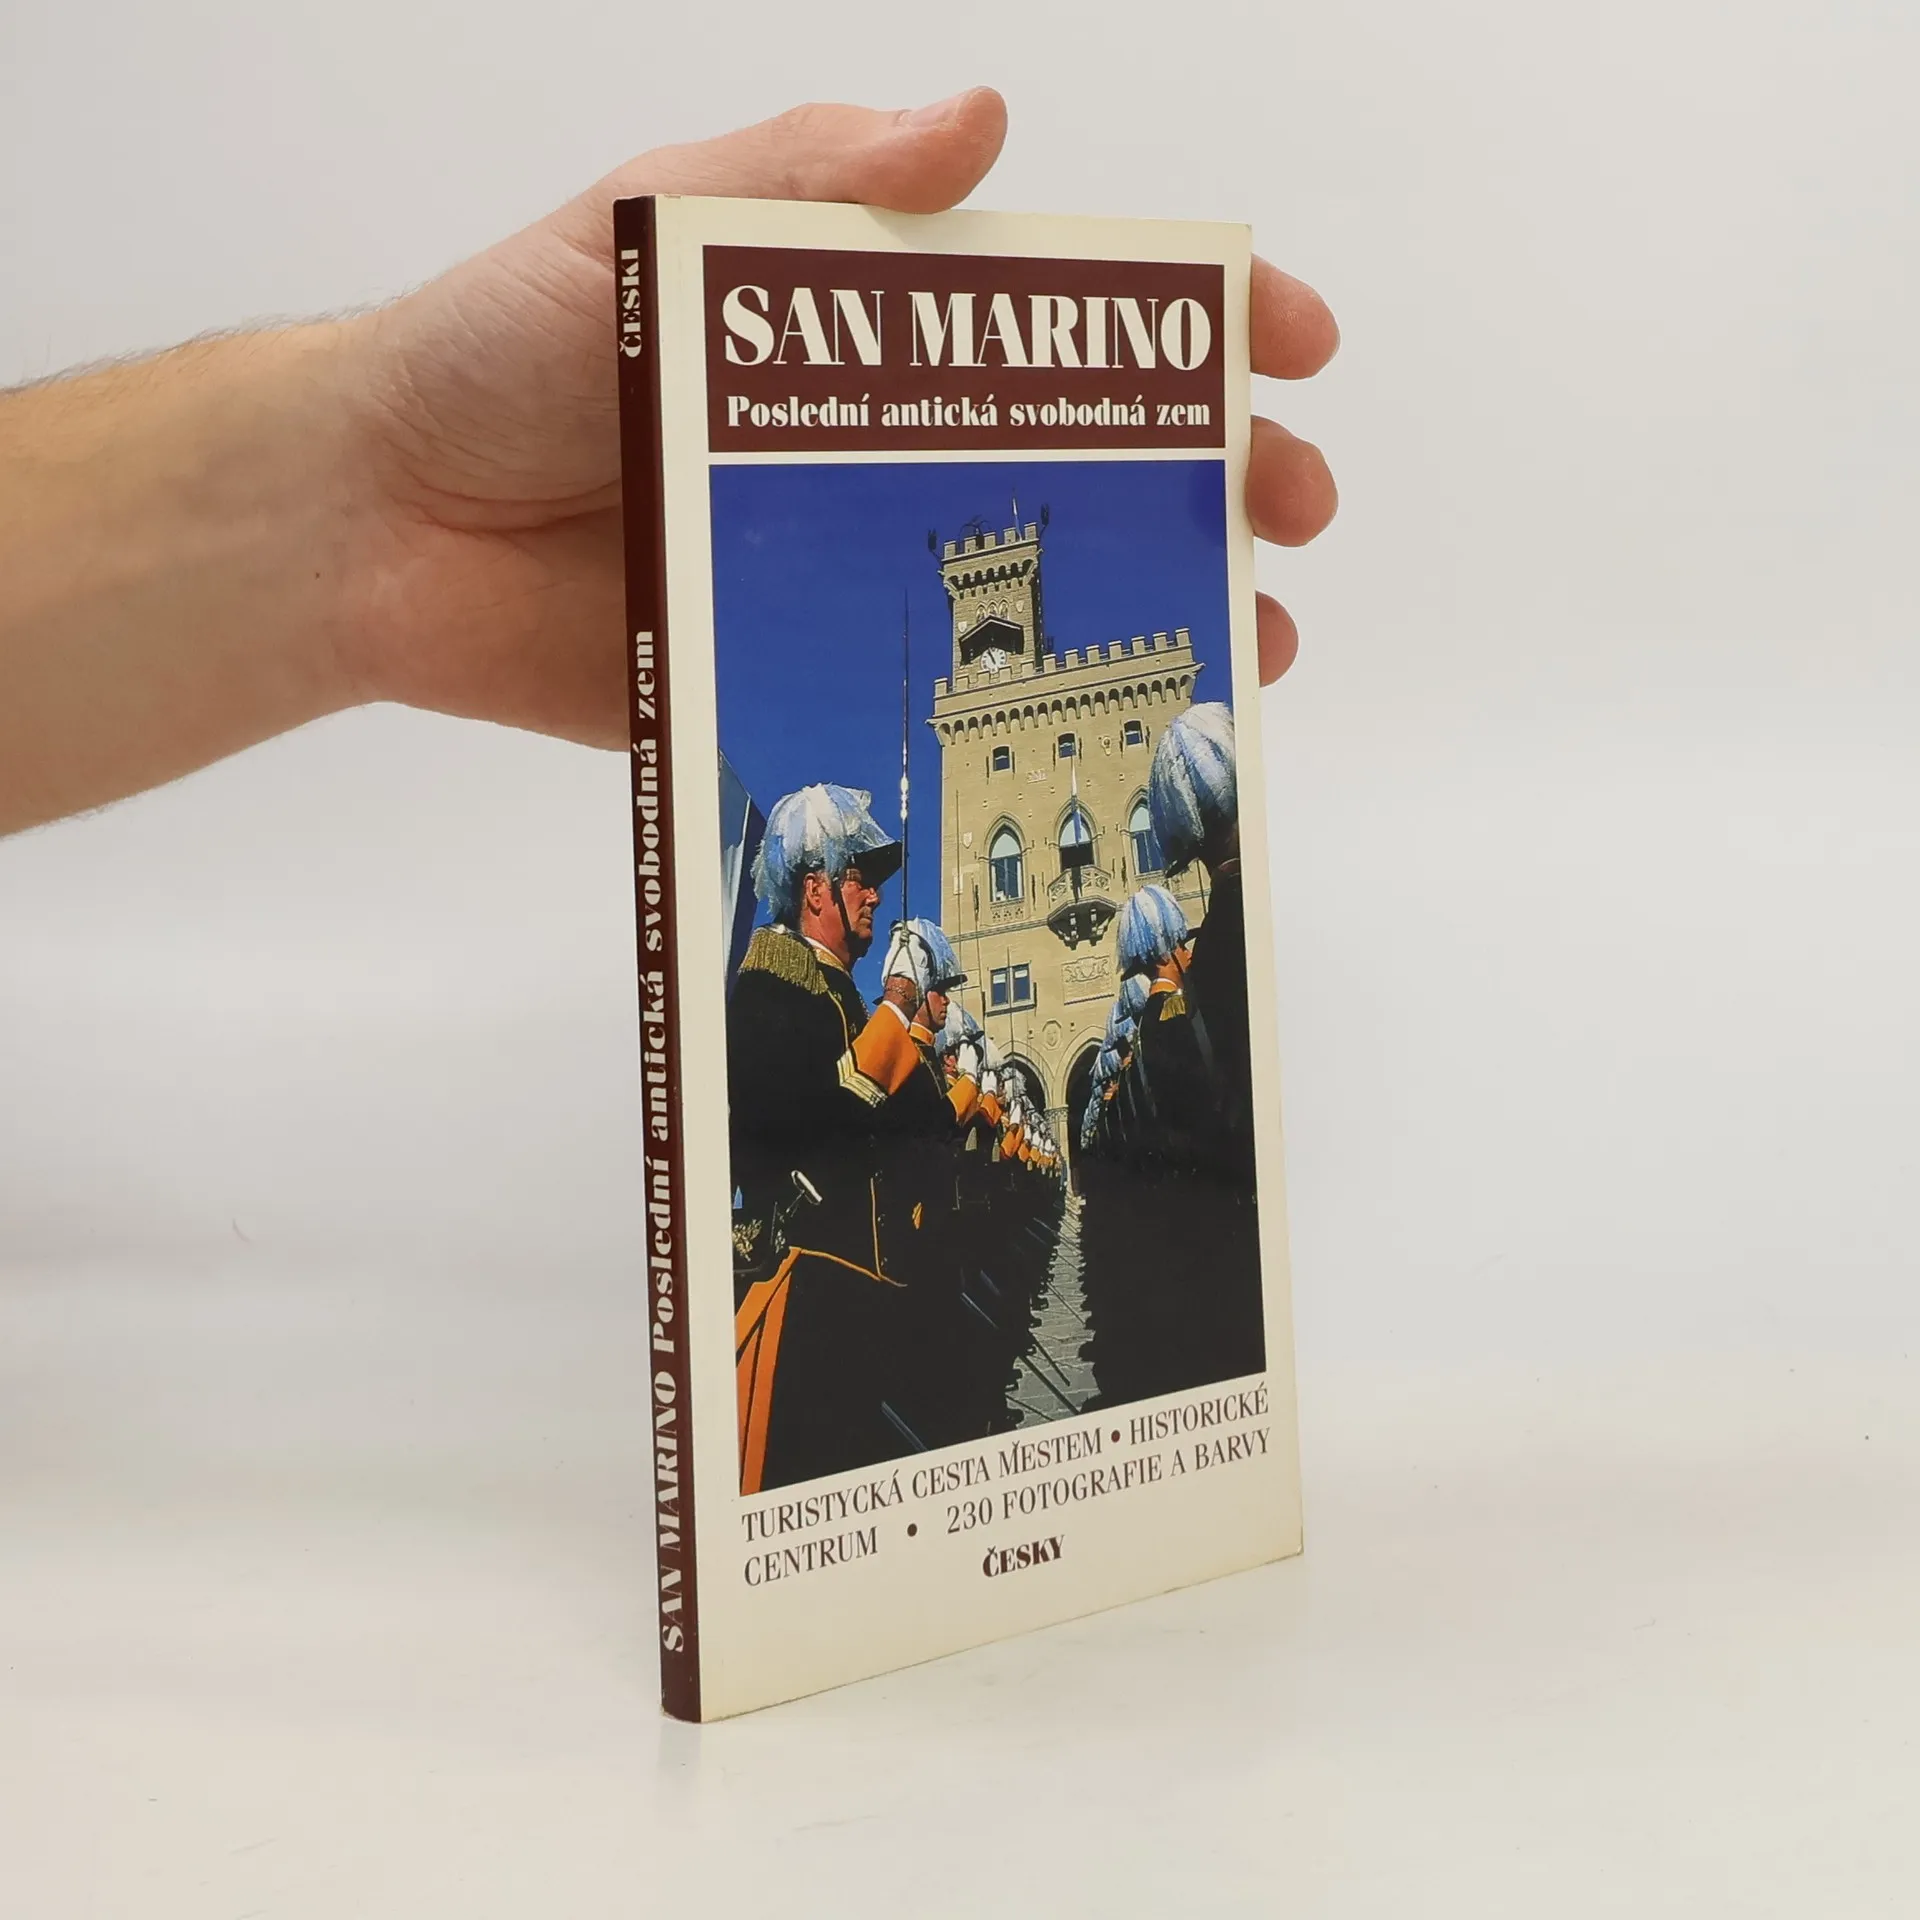 SAN MARINO
Poslední antická svobodná zem
TURISTYCKÁ CESTA MĚSTEM • HISTORICKÉ
CENTRUM • 230 FOTOGRAFIE A BARVY
ČESKY
SAN MARINO Poslední antická svobodná zem ČESKI